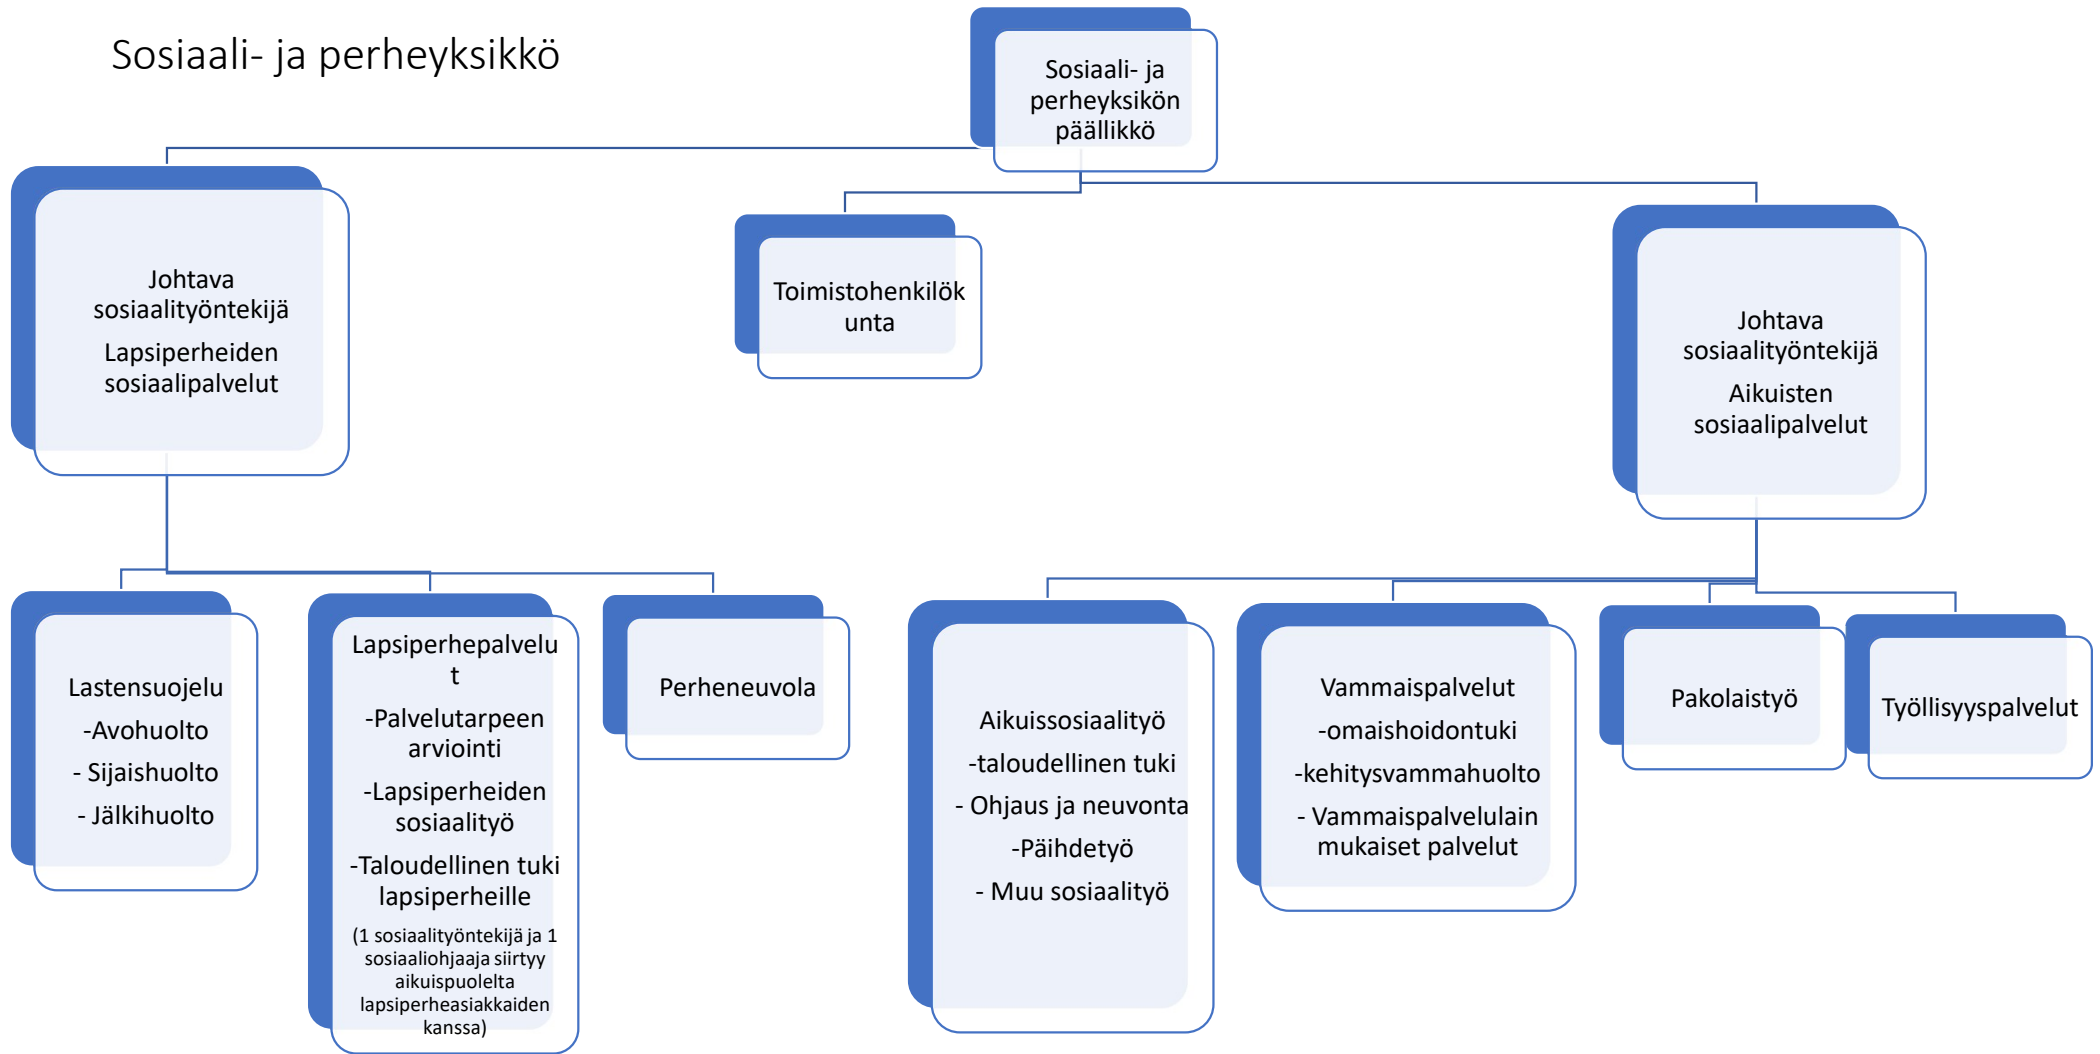 Sosiaali- ja perheyksikkö
Sosiaali- ja
perheyksikön
päällikkö
Johtava
sosiaalityöntekijä
Lapsiperheiden
sosiaalipalvelut
Toimistohenkilök
unta
Johtava
sosiaalityöntekijä
Aikuisten
sosiaalipalvelut
Lastensuojelu
-Avohuolto
- Sijaishuolto
- Jälkihuolto
Lapsiperhepalvelu
t
-Palvelutarpeen
arviointi
-Lapsiperheiden
sosiaalityö
-Taloudellinen tuki
lapsiperheille
(1 sosiaalityöntekijä ja 1
sosiaaliohjaaja siirtyy
aikuispuolelta
lapsiperheasiakkaiden
kanssa)
Perheneuvola
Aikuissosiaalityö
-taloudellinen tuki
- Ohjaus ja neuvonta
-Päihdetyö
- Muu sosiaalityö
Vammaispalvelut
-omaishoidontuki
-kehitysvammahuolto
- Vammaispalvelulain
mukaiset palvelut
Pakolaistyö
Työllisyyspalvelut